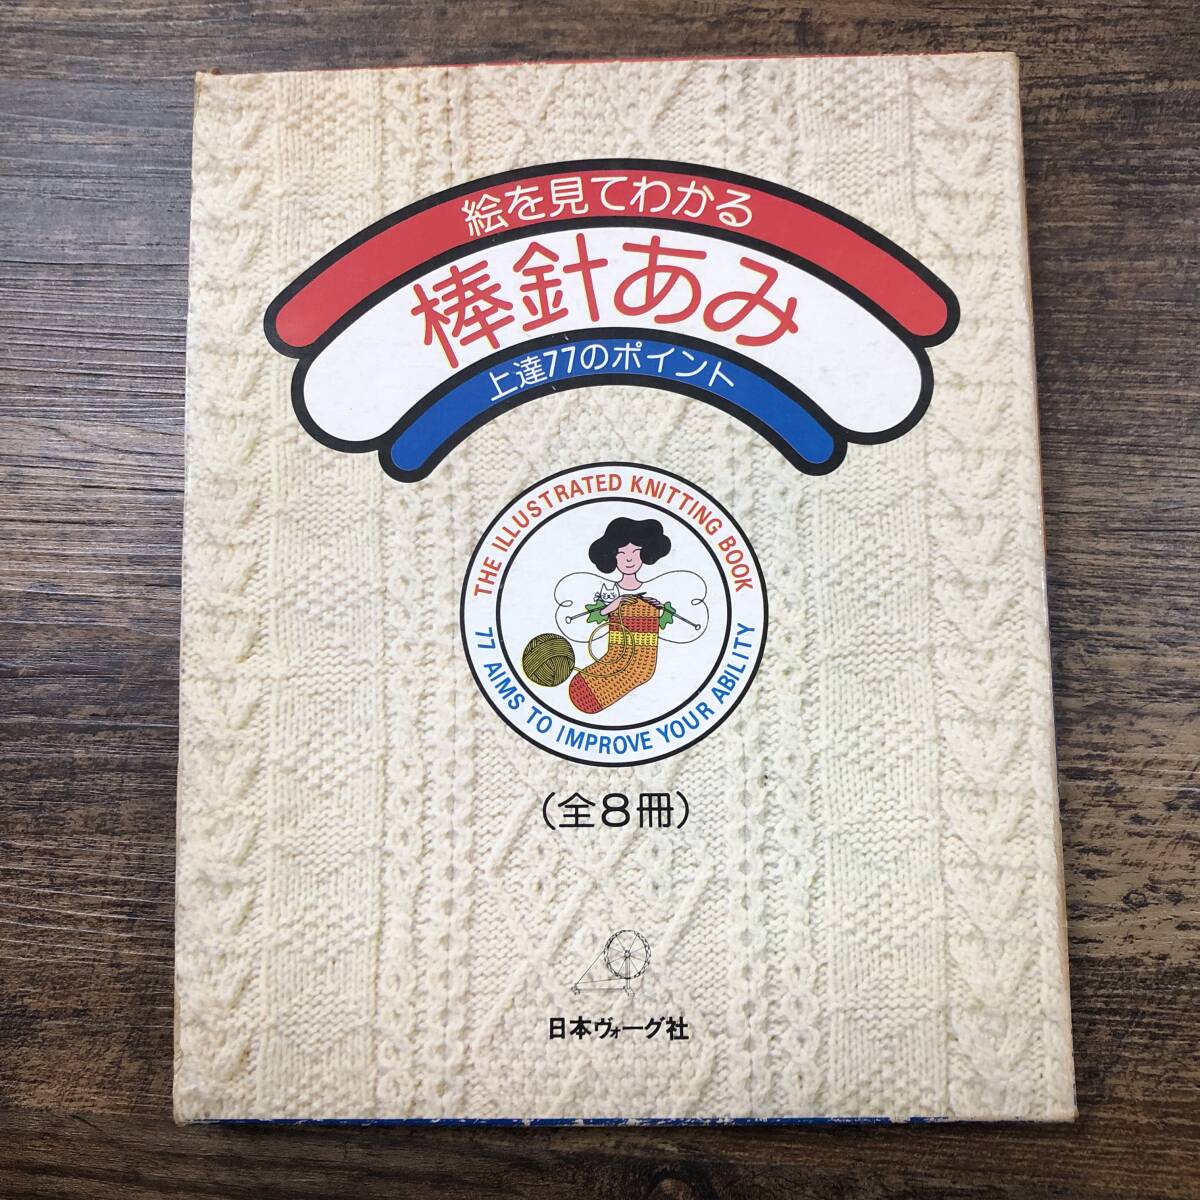 絵を見てわかる
棒針あみ
上達77のポイント
THE ILLUSTRATED KNITTING BOOK
77 AIMS TO IMPROVE YOUR ABILITY
(全8冊)
日本ヴォーグ社